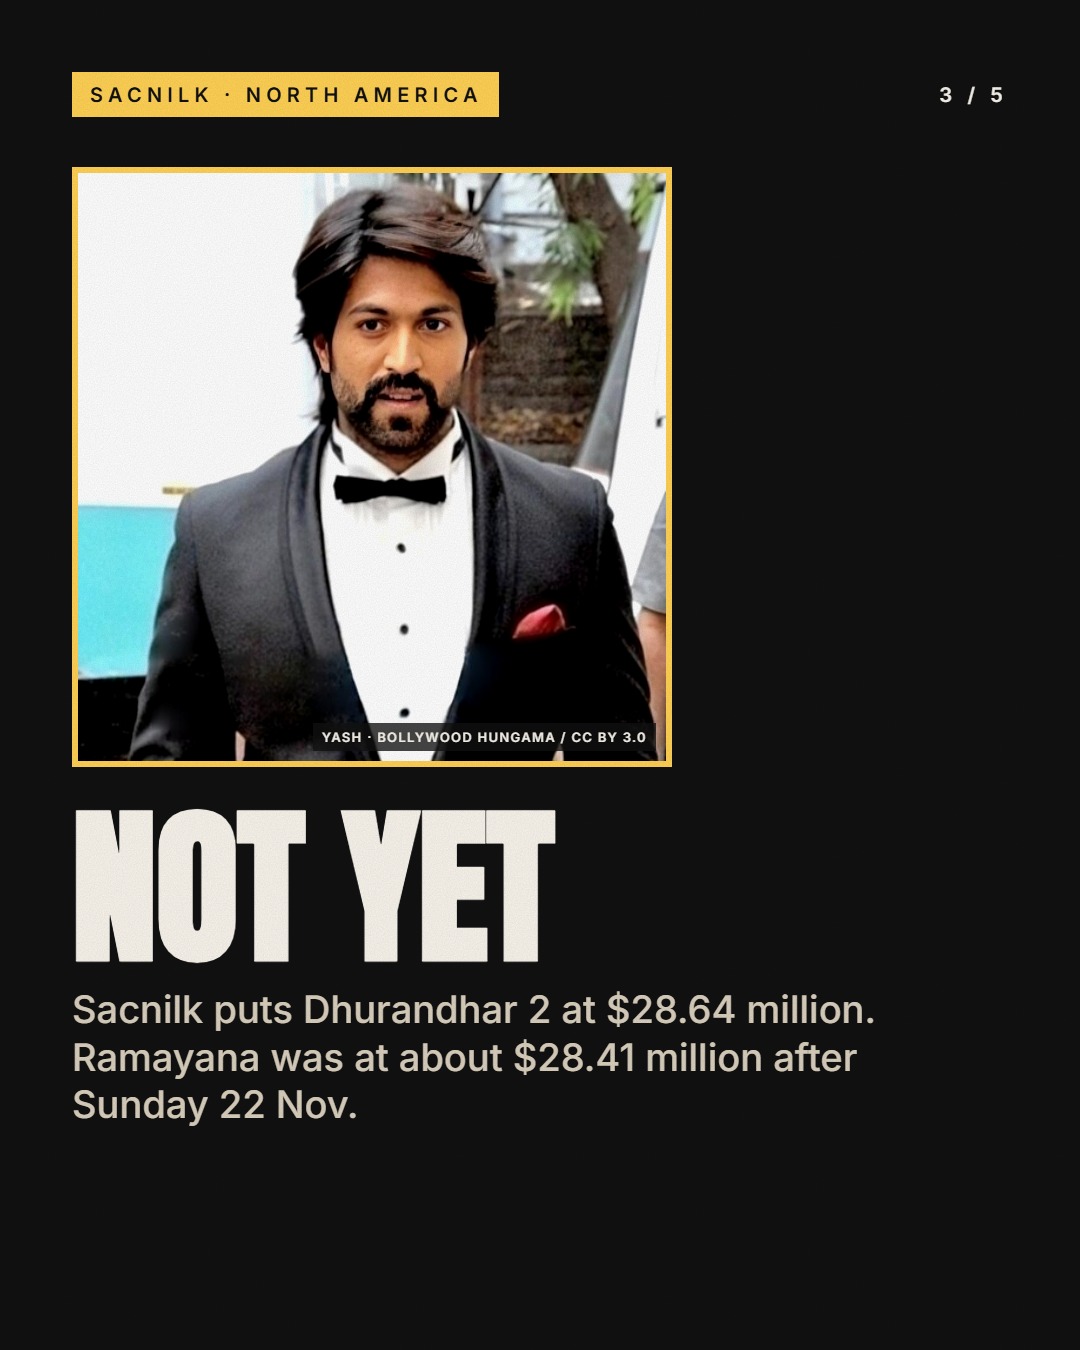 SACNILK · NORTH AMERICA
3 / 5
YASH · BOLLYWOOD HUNGAMA / CC BY 3.0
NOT YET
Sacnilk puts Dhurandhar 2 at $28.64 million.
Ramayana was at about $28.41 million after
Sunday 22 Nov.